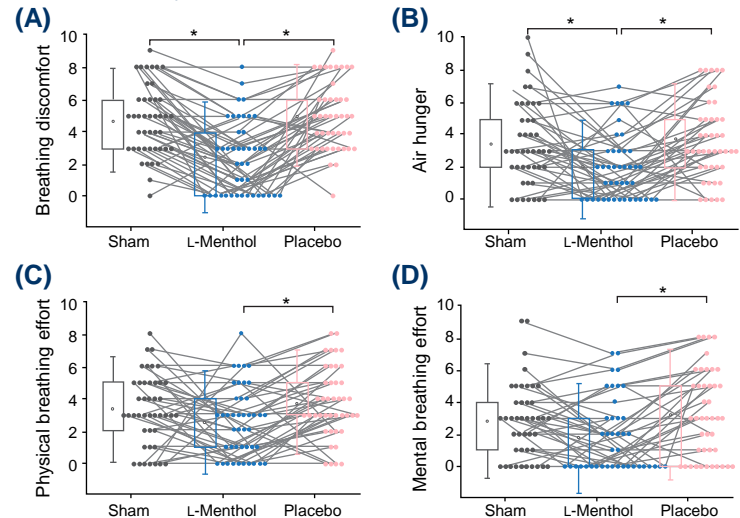 (A)
Breathing discomfort
10
8
6
4
2
0
*
*
Sham
L-Menthol
Placebo
(B)
Air hunger
10
8
6
4
2
0
*
*
Sham
L-Menthol
Placebo
(C)
Physical breathing effort
10
8
6
4
2
0
*
Sham
L-Menthol
Placebo
(D)
Mental breathing effort
10
8
6
4
2
0
*
Sham
L-Menthol
Placebo